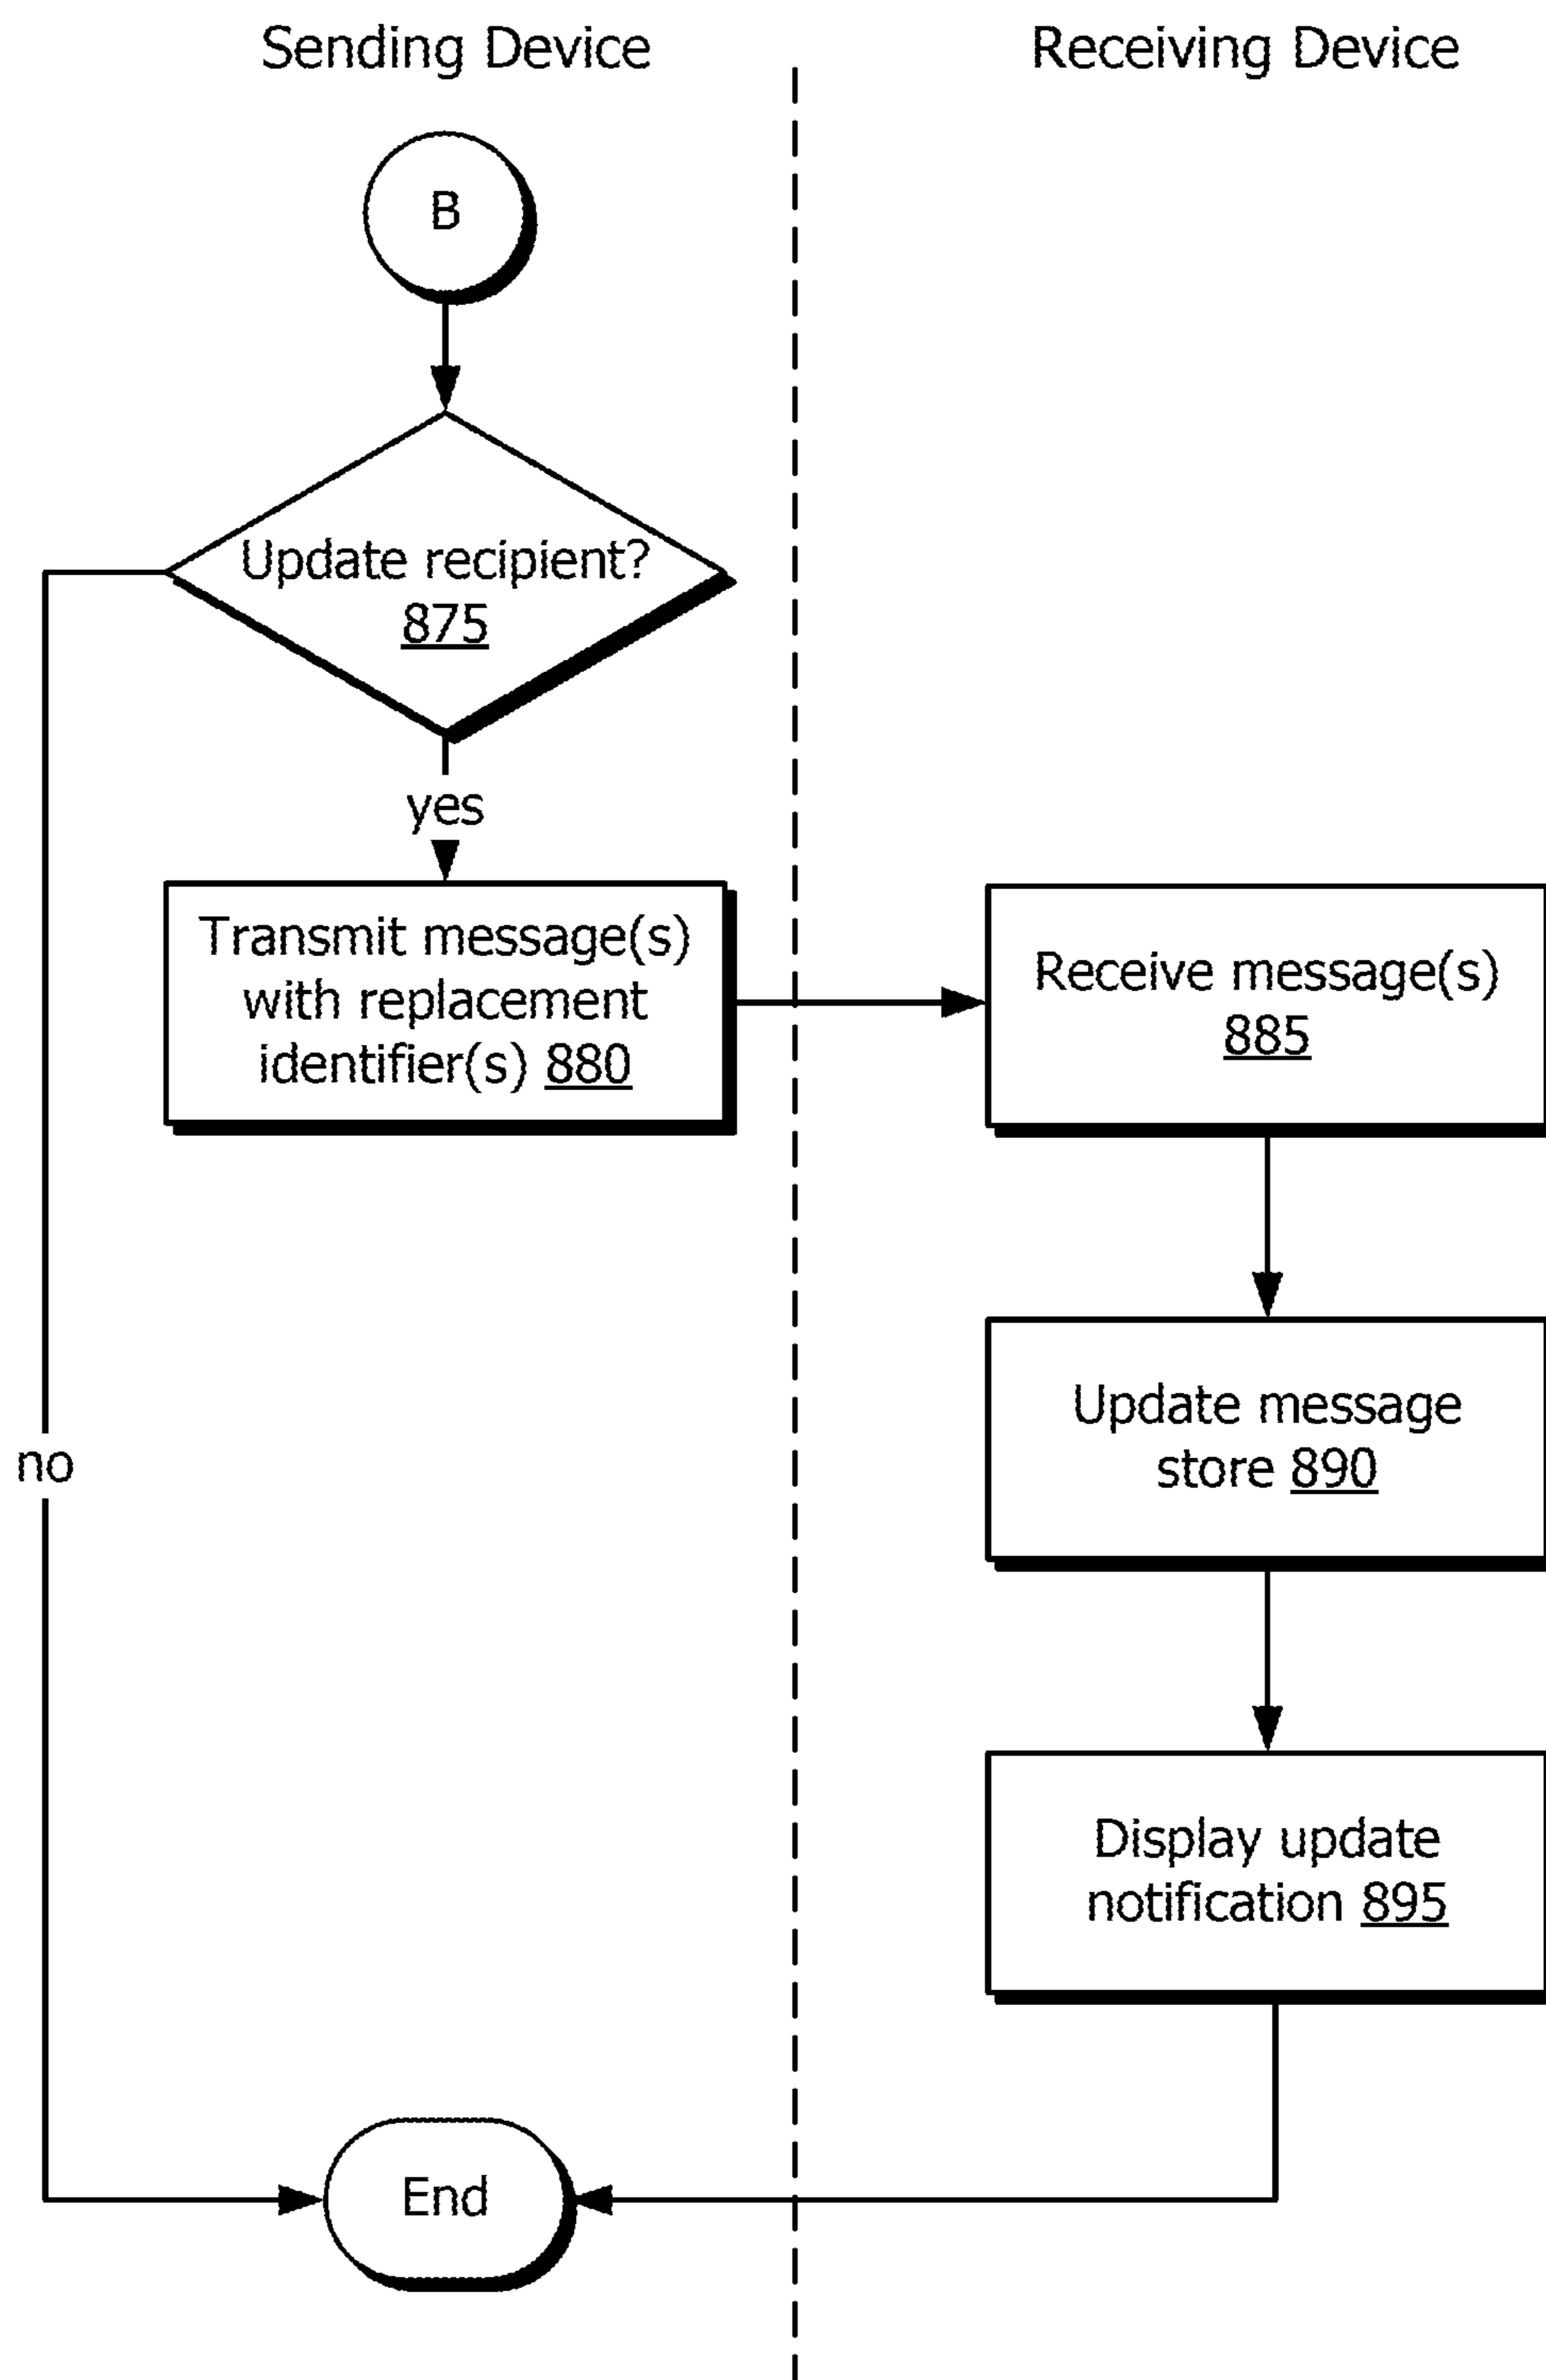 Sending Device
Receiving Device
B
Update recipient?
875
yes
Transmit message(s)
with replacement
identifier(s) 880
Receive message(s)
885
Update message
store 890
no
Display update
notification 895
End